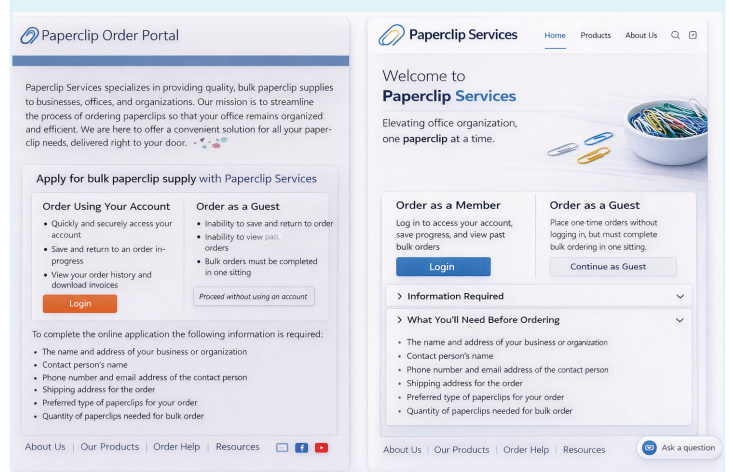 Paperclip Order Portal
Paperclip Services specializes in providing quality, bulk paperclip supplies
to businesses, offices, and organizations. Our mission is to streamline
the process of ordering paperclips so that your office remains organized
and efficient. We are here to offer a convenient solution for all your paper-
clip needs, delivered right to your door.
Apply for bulk paperclip supply with Paperclip Services
Order Using Your Account
• Quickly and securely access your
account
• Save and return to an order in-
progress
• View your order history and
download invoices
Login
Order as a Guest
• Inability to save and return to order
• Inability to view past
orders
• Bulk orders must be completed
in one sitting
Proceed without using an account
To complete the online application the following information is required:
• The name and address of your business or organization
• Contact person's name
• Phone number and email address of the contact person
• Shipping address for the order
• Preferred type of paperclips for your order
• Quantity of paperclips needed for bulk order
About Us | Our Products | Order Help | Resources
Paperclip Services
Home Products About Us
Welcome to
Paperclip Services
Elevating office organization,
one paperclip at a time.
Order as a Member
Log in to access your account,
save progress, and view past
bulk orders
Login
Order as a Guest
Place one-time orders without
logging in, but must complete
bulk ordering in one sitting.
Continue as Guest
> Information Required
> What You'll Need Before Ordering
• The name and address of your business or organization
• Contact person's name
• Phone number and email address of the contact person
• Shipping address for the order
• Preferred type of paperclips for your order
• Quantity of paperclips needed for bulk order
About Us | Our Products | Order Help | Resources
Ask a question